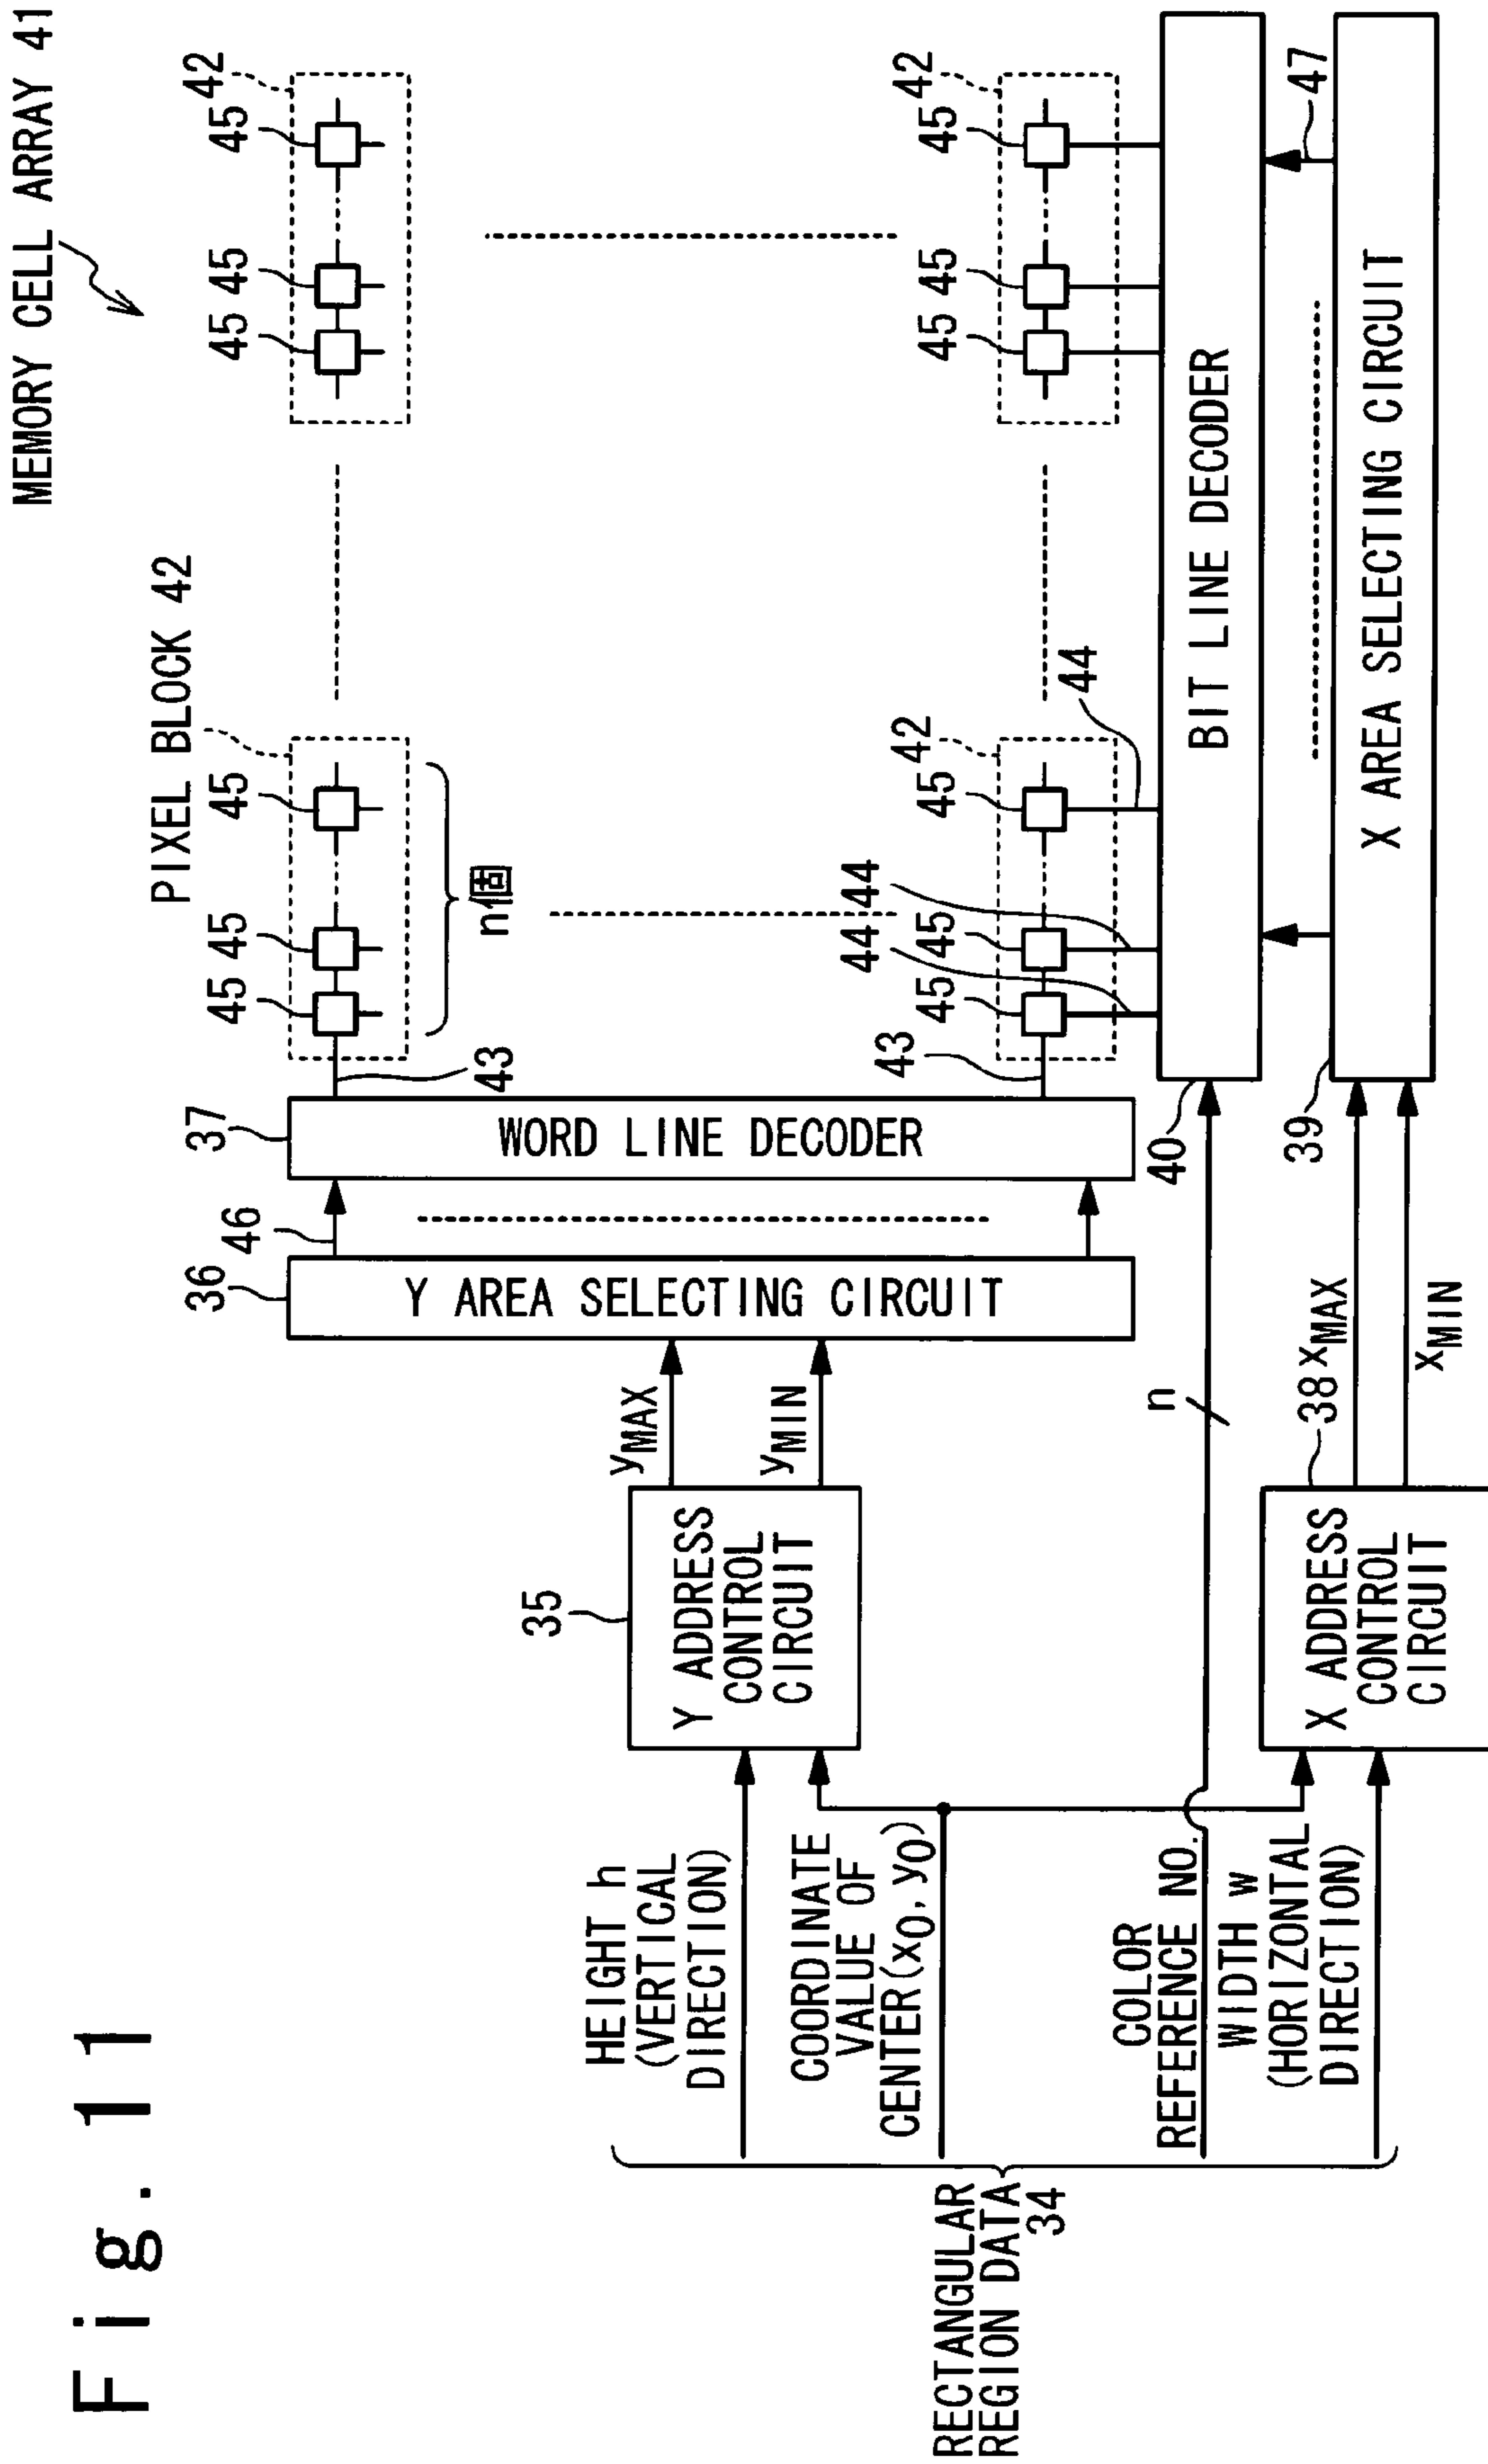 Fig. 11
MEMORY CELL ARRAY 41
PIXEL BLOCK 42
42
45
45
45
45
45
45
n個
43
37
WORD LINE DECODER
46
36
Y AREA SELECTING CIRCUIT
yMAX
yMIN
35
Y ADDRESS
CONTROL
CIRCUIT
HEIGHT h
(VERTICAL
DIRECTION)
COORDINATE
VALUE OF
CENTER(x0, y0)
COLOR
REFERENCE NO.
WIDTH w
(HORIZONTAL
DIRECTION)
RECTANGULAR
REGION DATA
34
42
45
45
45
42
45
45
45
44
44
44
43
40
BIT LINE DECODER
47
39
X AREA SELECTING CIRCUIT
n
38
xMAX
xMIN
X ADDRESS
CONTROL
CIRCUIT